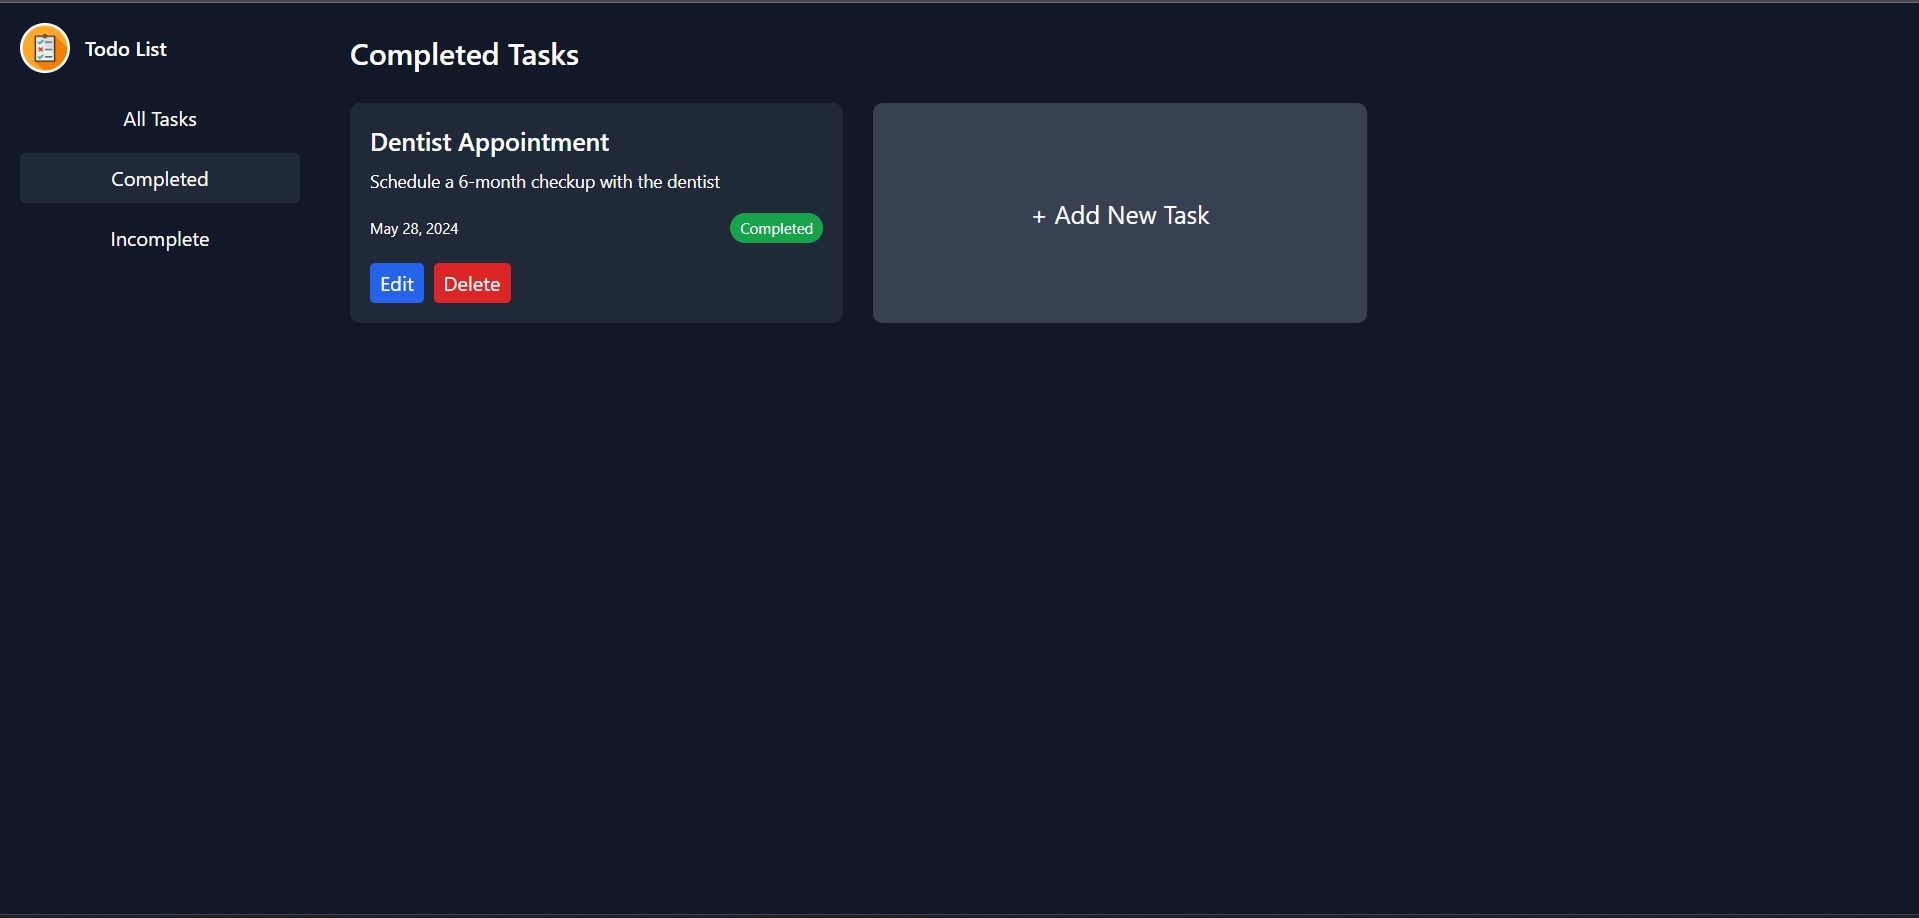 Todo List
All Tasks
Completed
Incomplete
Completed Tasks
Dentist Appointment
Schedule a 6-month checkup with the dentist
May 28, 2024
Completed
Edit
Delete
+ Add New Task